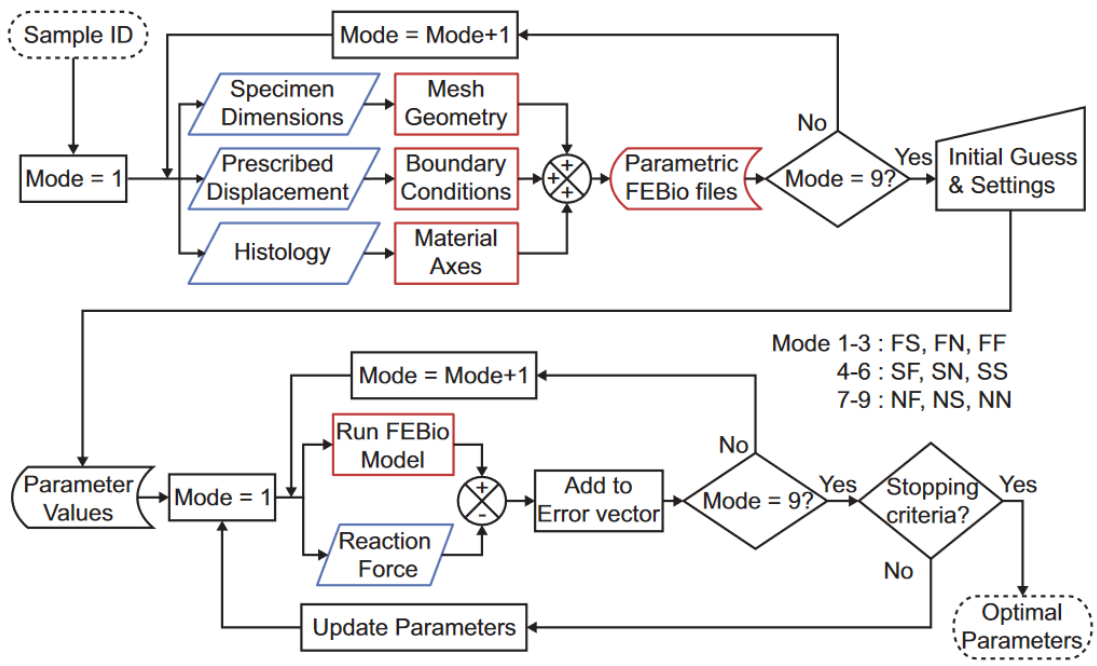 Sample ID
Mode = Mode+1
Specimen
Dimensions
Mesh
Geometry
No
Mode = 1
Prescribed
Displacement
Boundary
Conditions
+
+
+
Parametric
FEBio files
Mode = 9?
Yes
Initial Guess
& Settings
Histology
Material
Axes
Mode 1-3 : FS, FN, FF
4-6 : SF, SN, SS
7-9 : NF, NS, NN
Mode = Mode+1
Run FEBio
Model
No
Parameter
Values
Mode = 1
+
-
Add to
Error vector
Mode = 9?
Yes
Stopping
criteria?
Yes
Reaction
Force
No
Update Parameters
Optimal
Parameters